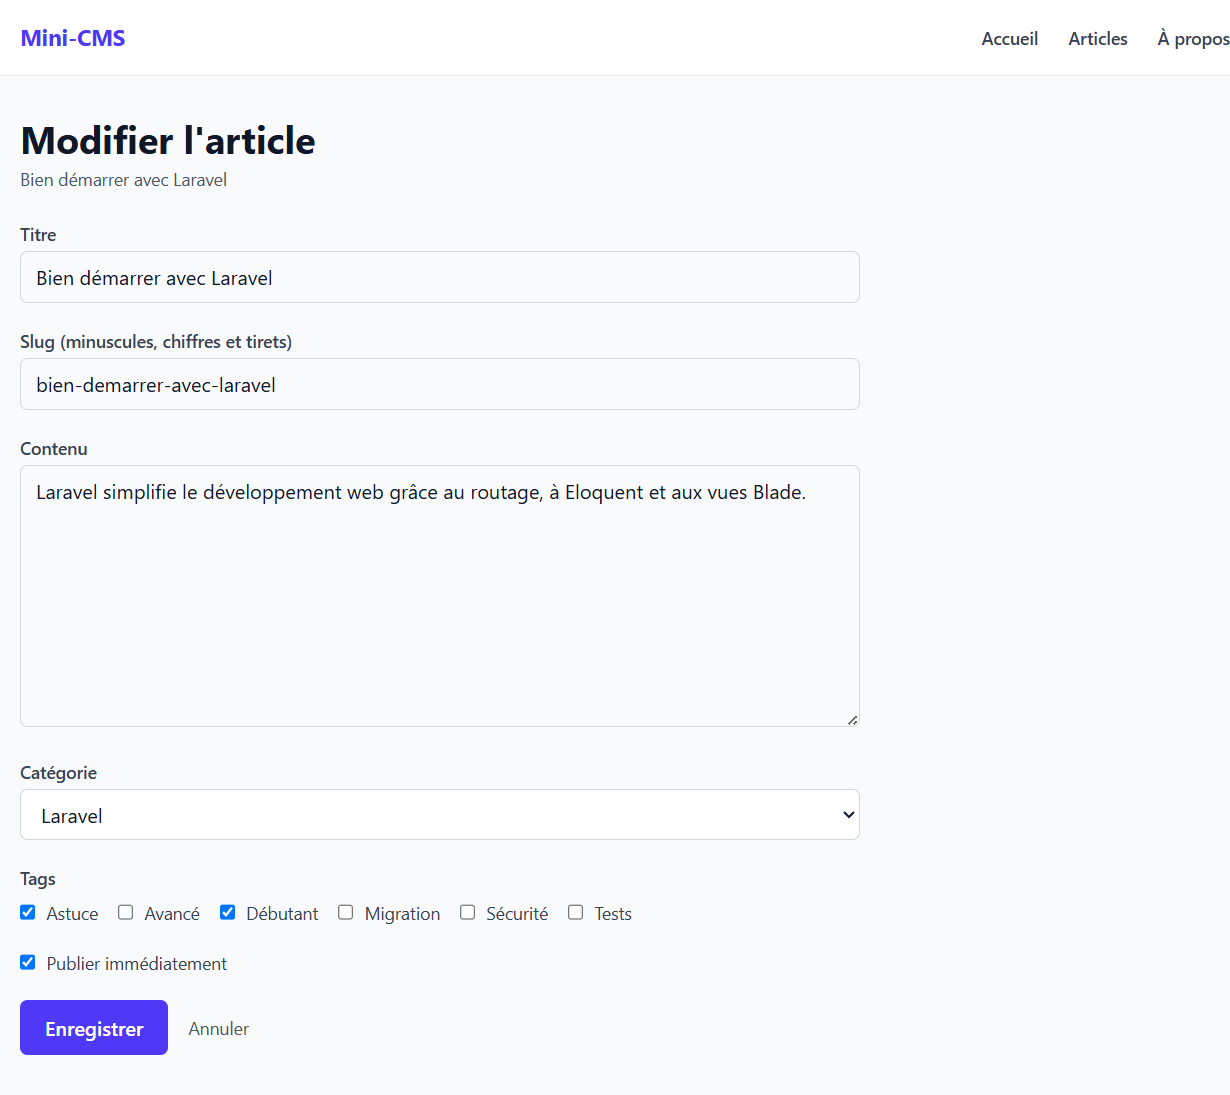 Mini-CMS
Accueil Articles À propos
Modifier l'article
Bien démarrer avec Laravel
Titre
Bien démarrer avec Laravel
Slug (minuscules, chiffres et tirets)
bien-demarrer-avec-laravel
Contenu
Laravel simplifie le développement web grâce au routage, à Eloquent et aux vues Blade.
Catégorie
Laravel
Tags
Astuce Avancé Débutant Migration Sécurité Tests
Publier immédiatement
Enregistrer Annuler